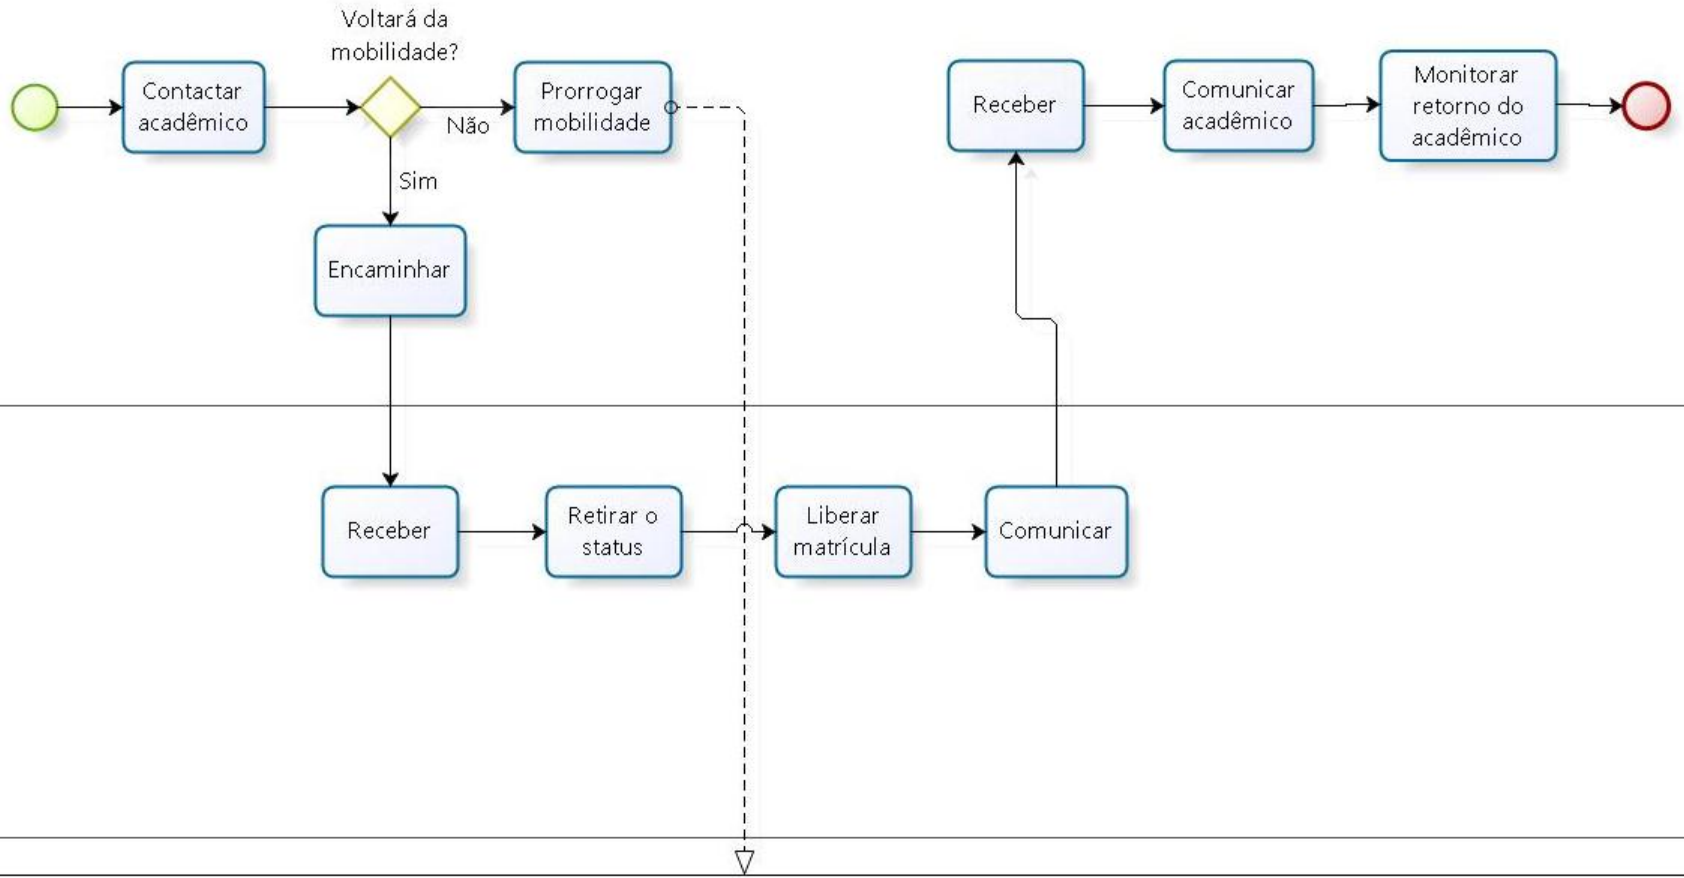 Voltará da
mobilidade?
Contactar
acadêmico
Não
Prorrogar
mobilidade
Receber
Comunicar
acadêmico
Monitorar
retorno do
acadêmico
Sim
Encaminhar
Receber
Retirar o
status
Liberar
matrícula
Comunicar